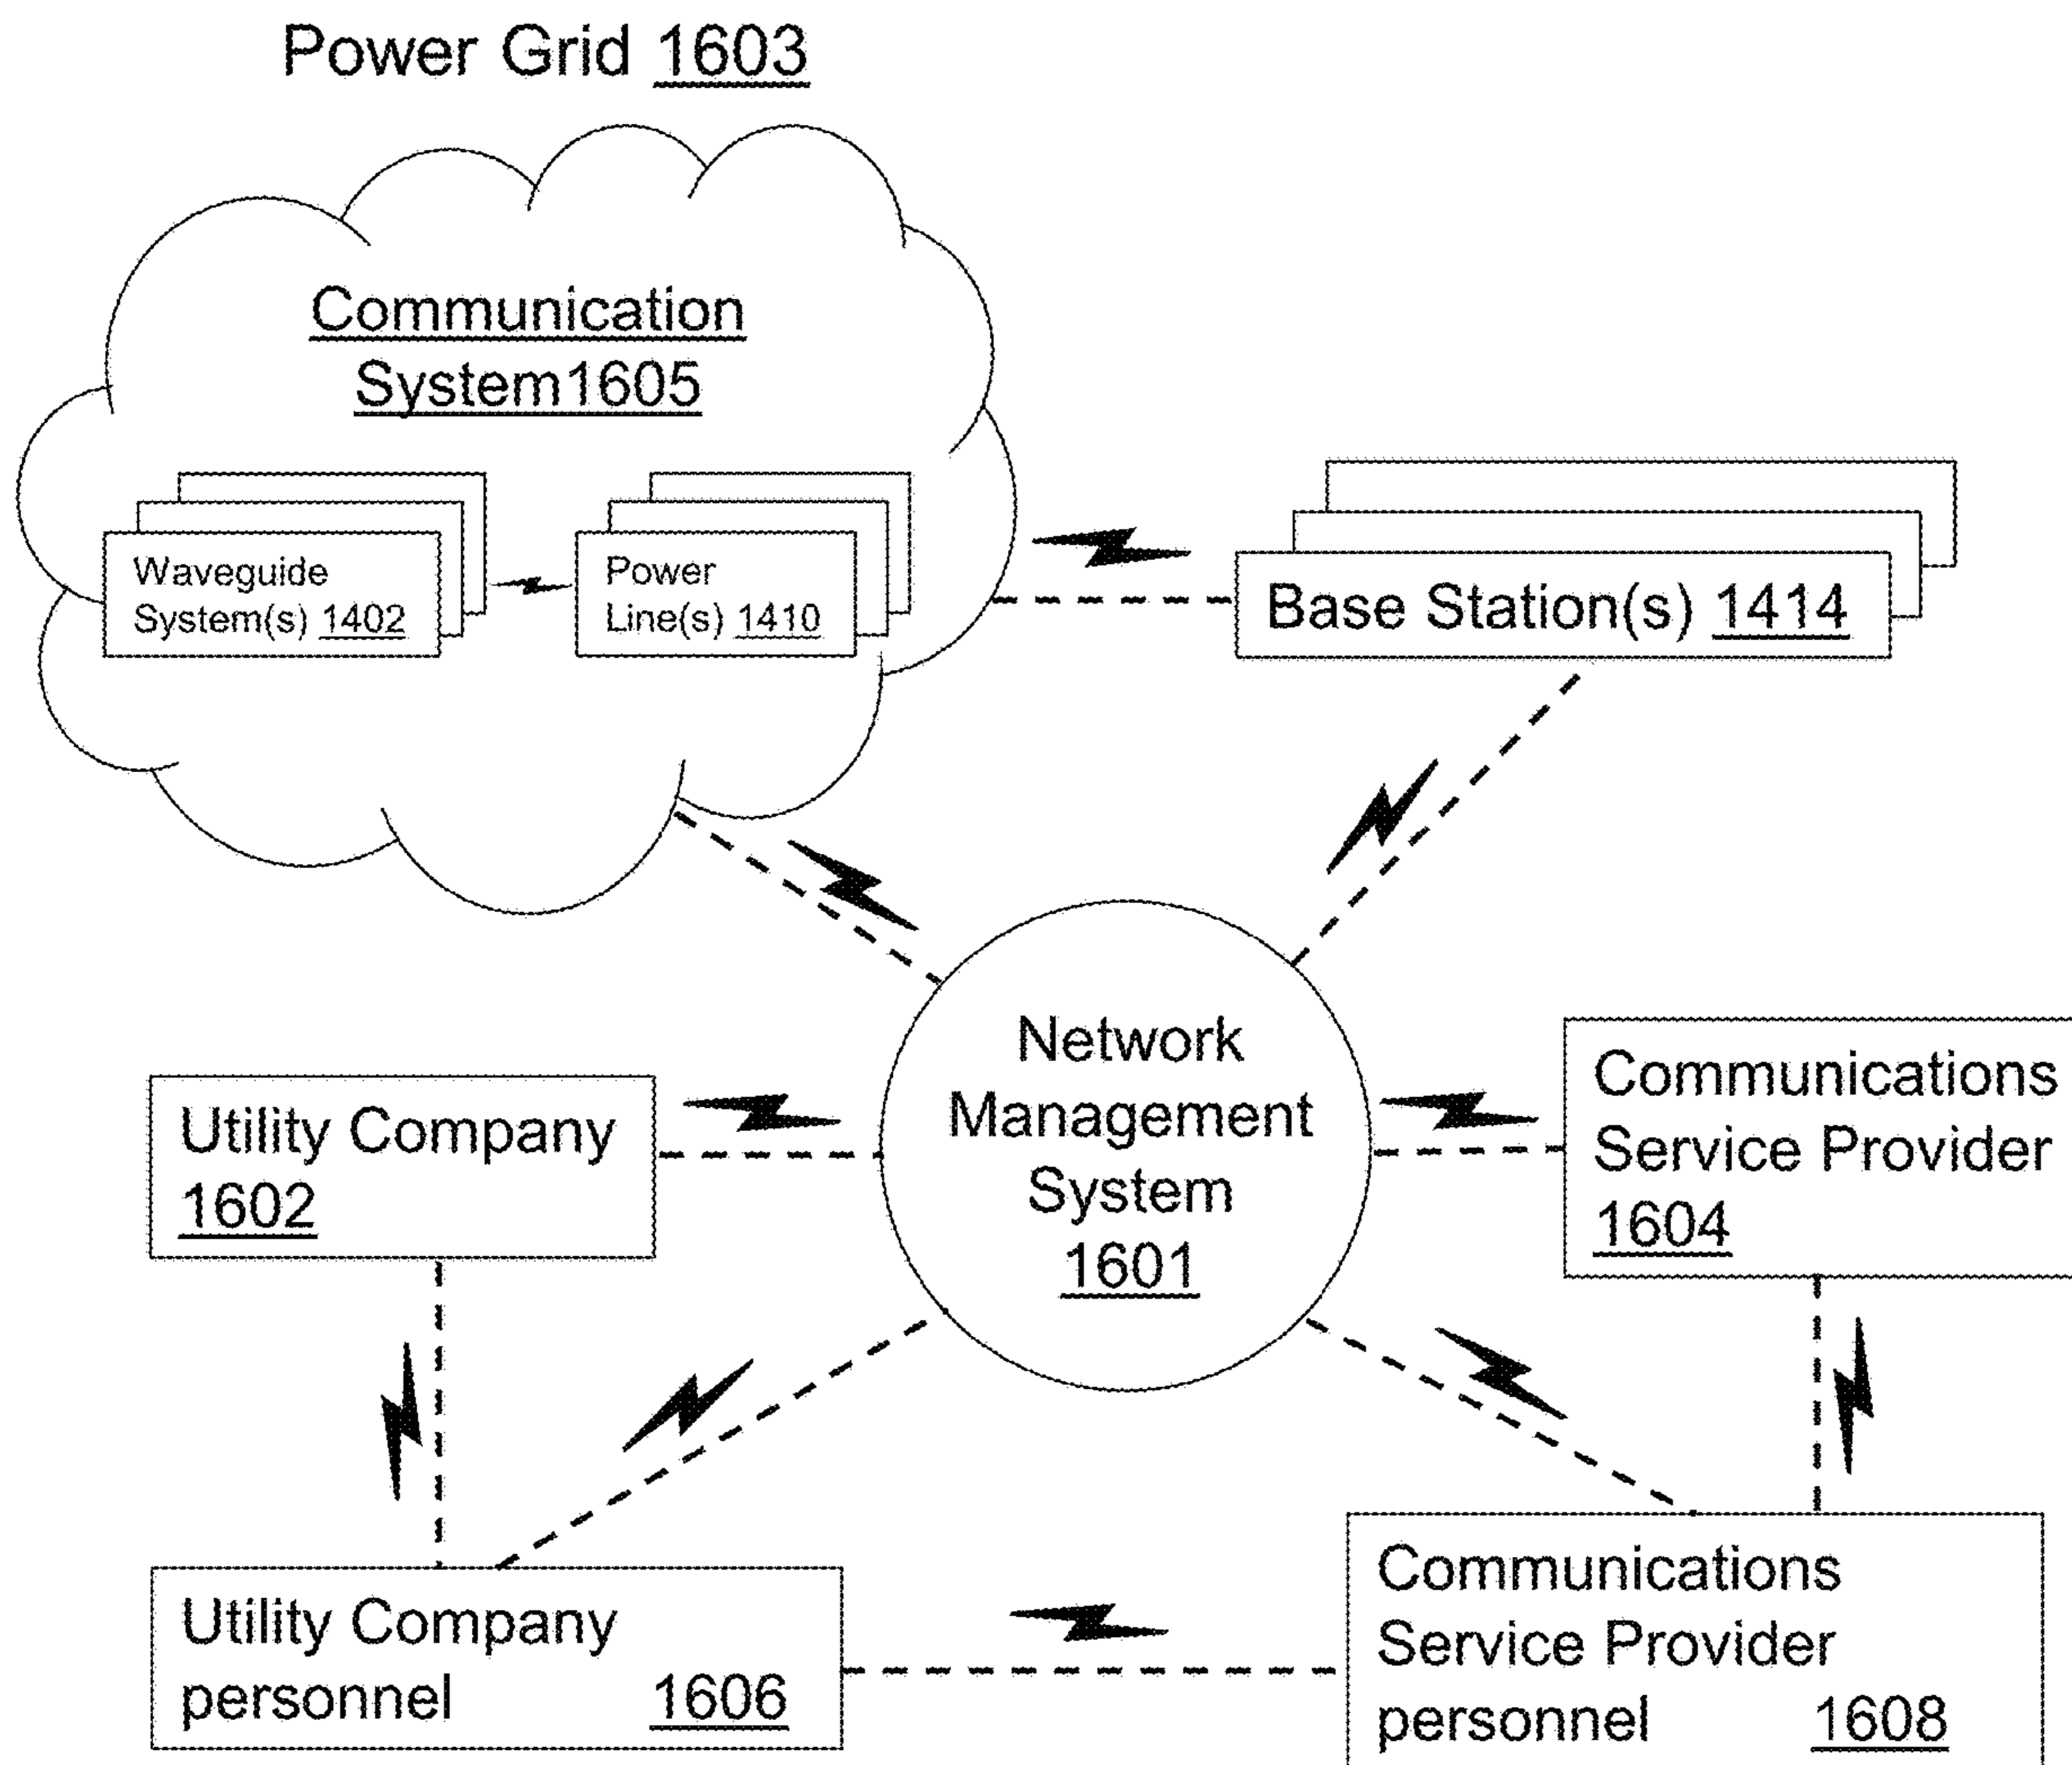 Power Grid 1603
Communication
System1605
Waveguide
System(s) 1402
Power
Line(s) 1410
Base Station(s) 1414
Network
Management
System
1601
Utility Company
1602
Communications
Service Provider
1604
Utility Company
personnel 1606
Communications
Service Provider
personnel 1608